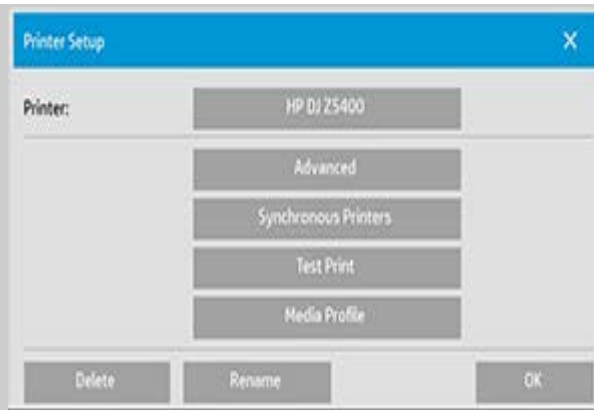 Printer Setup X
Printer: HP DJ Z5400
Advanced
Synchronous Printers
Test Print
Media Profile
Delete Rename OK